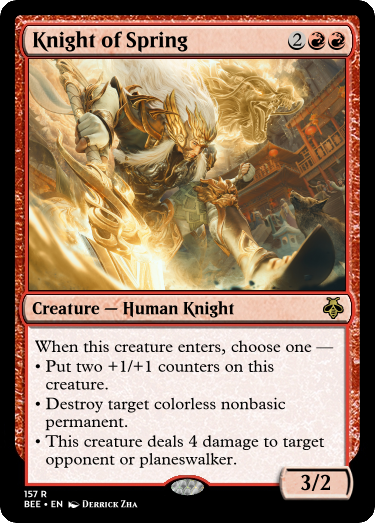 Knight of Spring 2
Creature — Human Knight
When this creature enters, choose one —
• Put two +1/+1 counters on this
creature.
• Destroy target colorless nonbasic
permanent.
• This creature deals 4 damage to target
opponent or planeswalker.
3/2
157 R
BEE • EN Derrick Zha